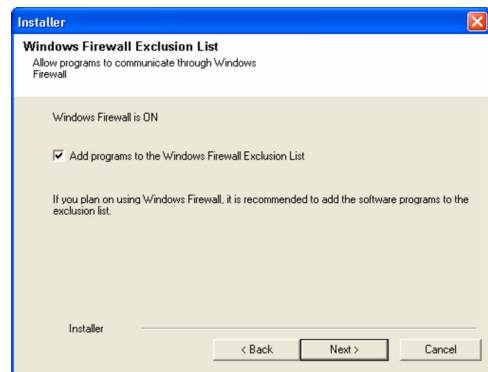 Installer
Windows Firewall Exclusion List
Allow programs to communicate through Windows
Firewall
Windows Firewall is ON
Add programs to the Windows Firewall Exclusion List
If you plan on using Windows Firewall, it is recommended to add the software programs to the
exclusion list.
Installer
< Back
Next >
Cancel